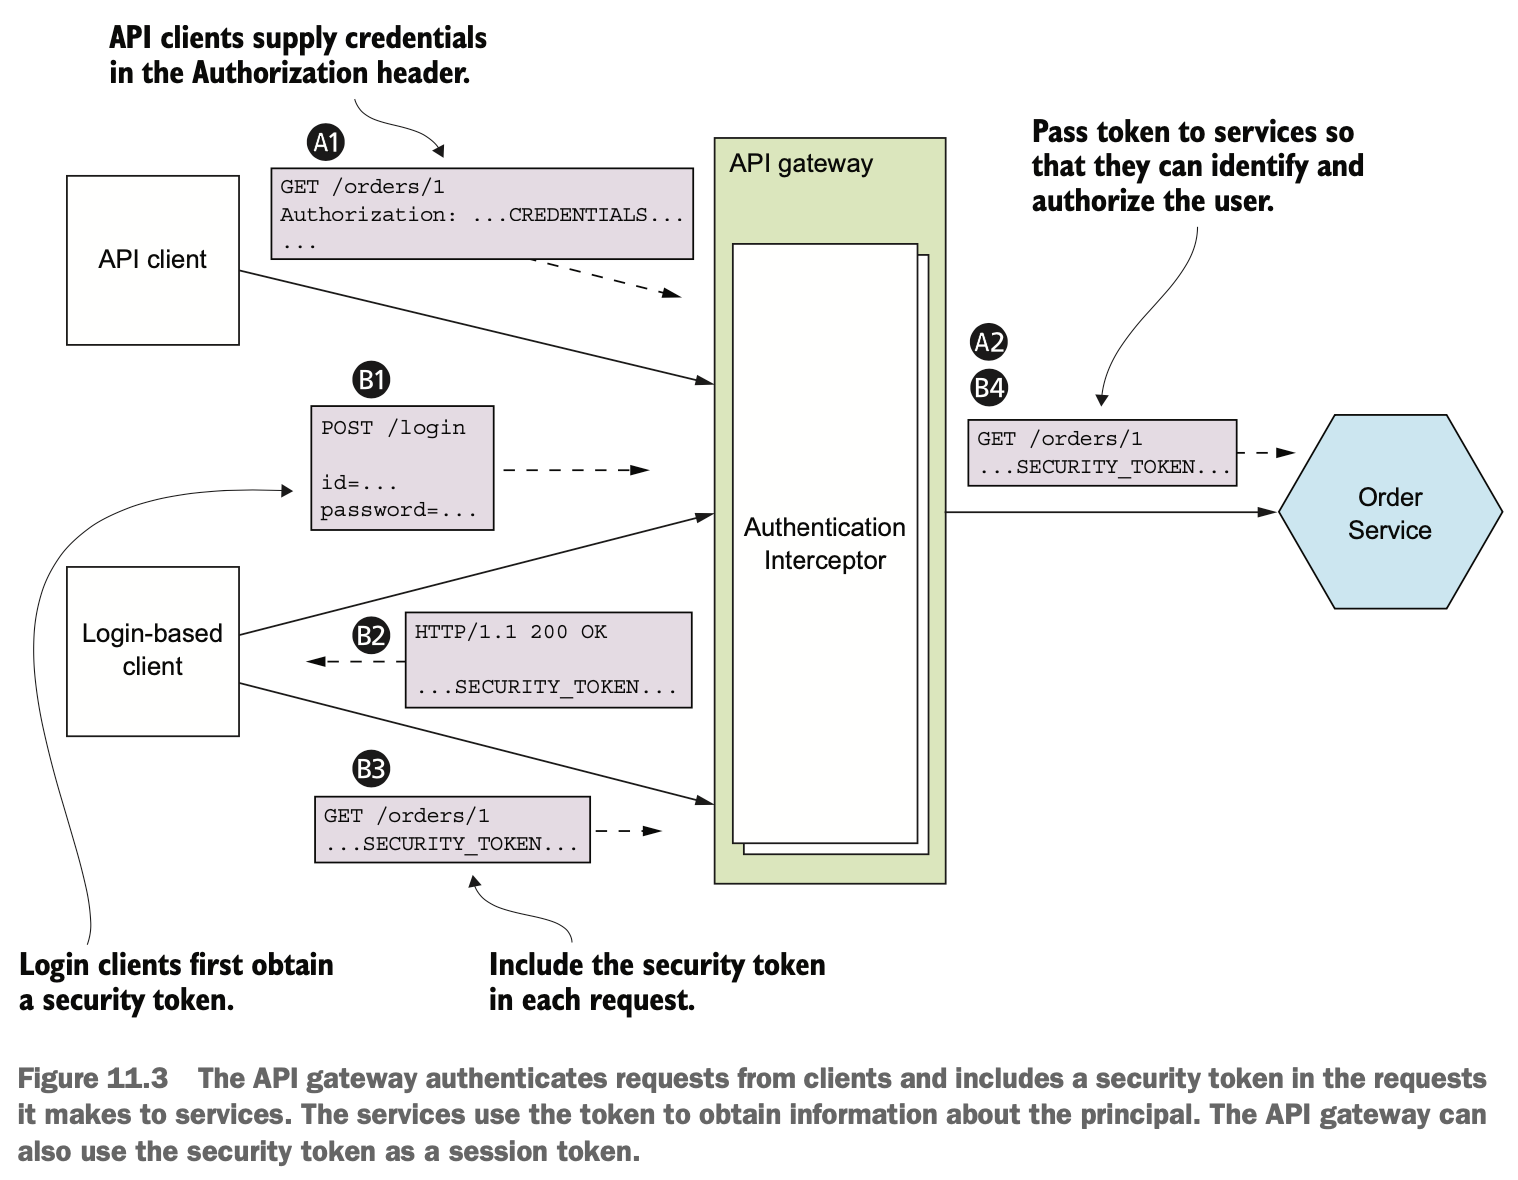 API clients supply credentials
in the Authorization header.
A1
GET /orders/1
Authorization: ...CREDENTIALS...
...
API client
API gateway
Pass token to services so
that they can identify and
authorize the user.
A2
B4
GET /orders/1
...SECURITY_TOKEN...
B1
POST /login
id=...
password=...
Authentication
Interceptor
Order
Service
Login-based
client
B2
HTTP/1.1 200 OK
...SECURITY_TOKEN...
B3
GET /orders/1
...SECURITY_TOKEN...
Login clients first obtain
a security token.
Include the security token
in each request.
Figure 11.3 The API gateway authenticates requests from clients and includes a security token in the requests
it makes to services. The services use the token to obtain information about the principal. The API gateway can
also use the security token as a session token.